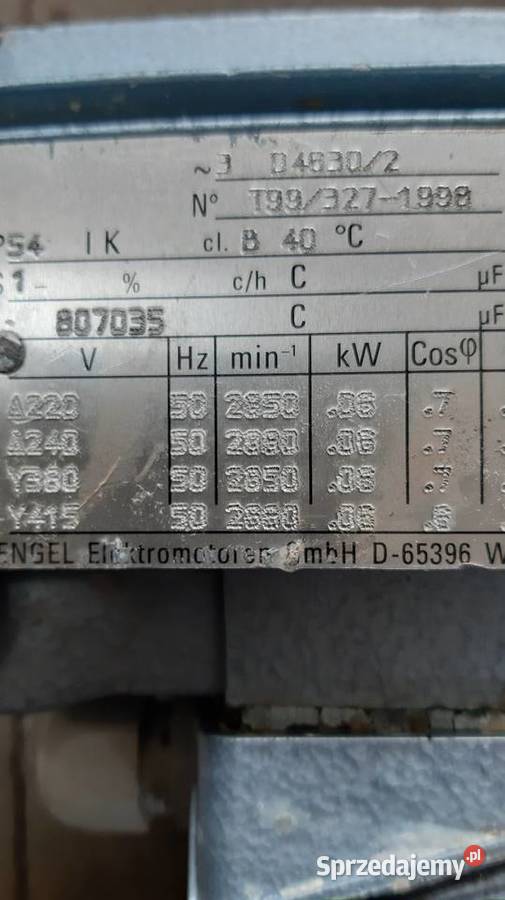 ~3 D4630/2
N° T99/327-1998
P54 IK cl. B 40 °C
S1- % c/h C µF
807035 C µF
V Hz min⁻¹ kW Cosφ
Δ220 50 2850 .06 .7
Δ240 50 2880 .06
Y380 50 2850 .06
Y415 50 2880 .06 .6
ENGEL Elektromotoren GmbH D-65396 W
Sprzedajemy.pl